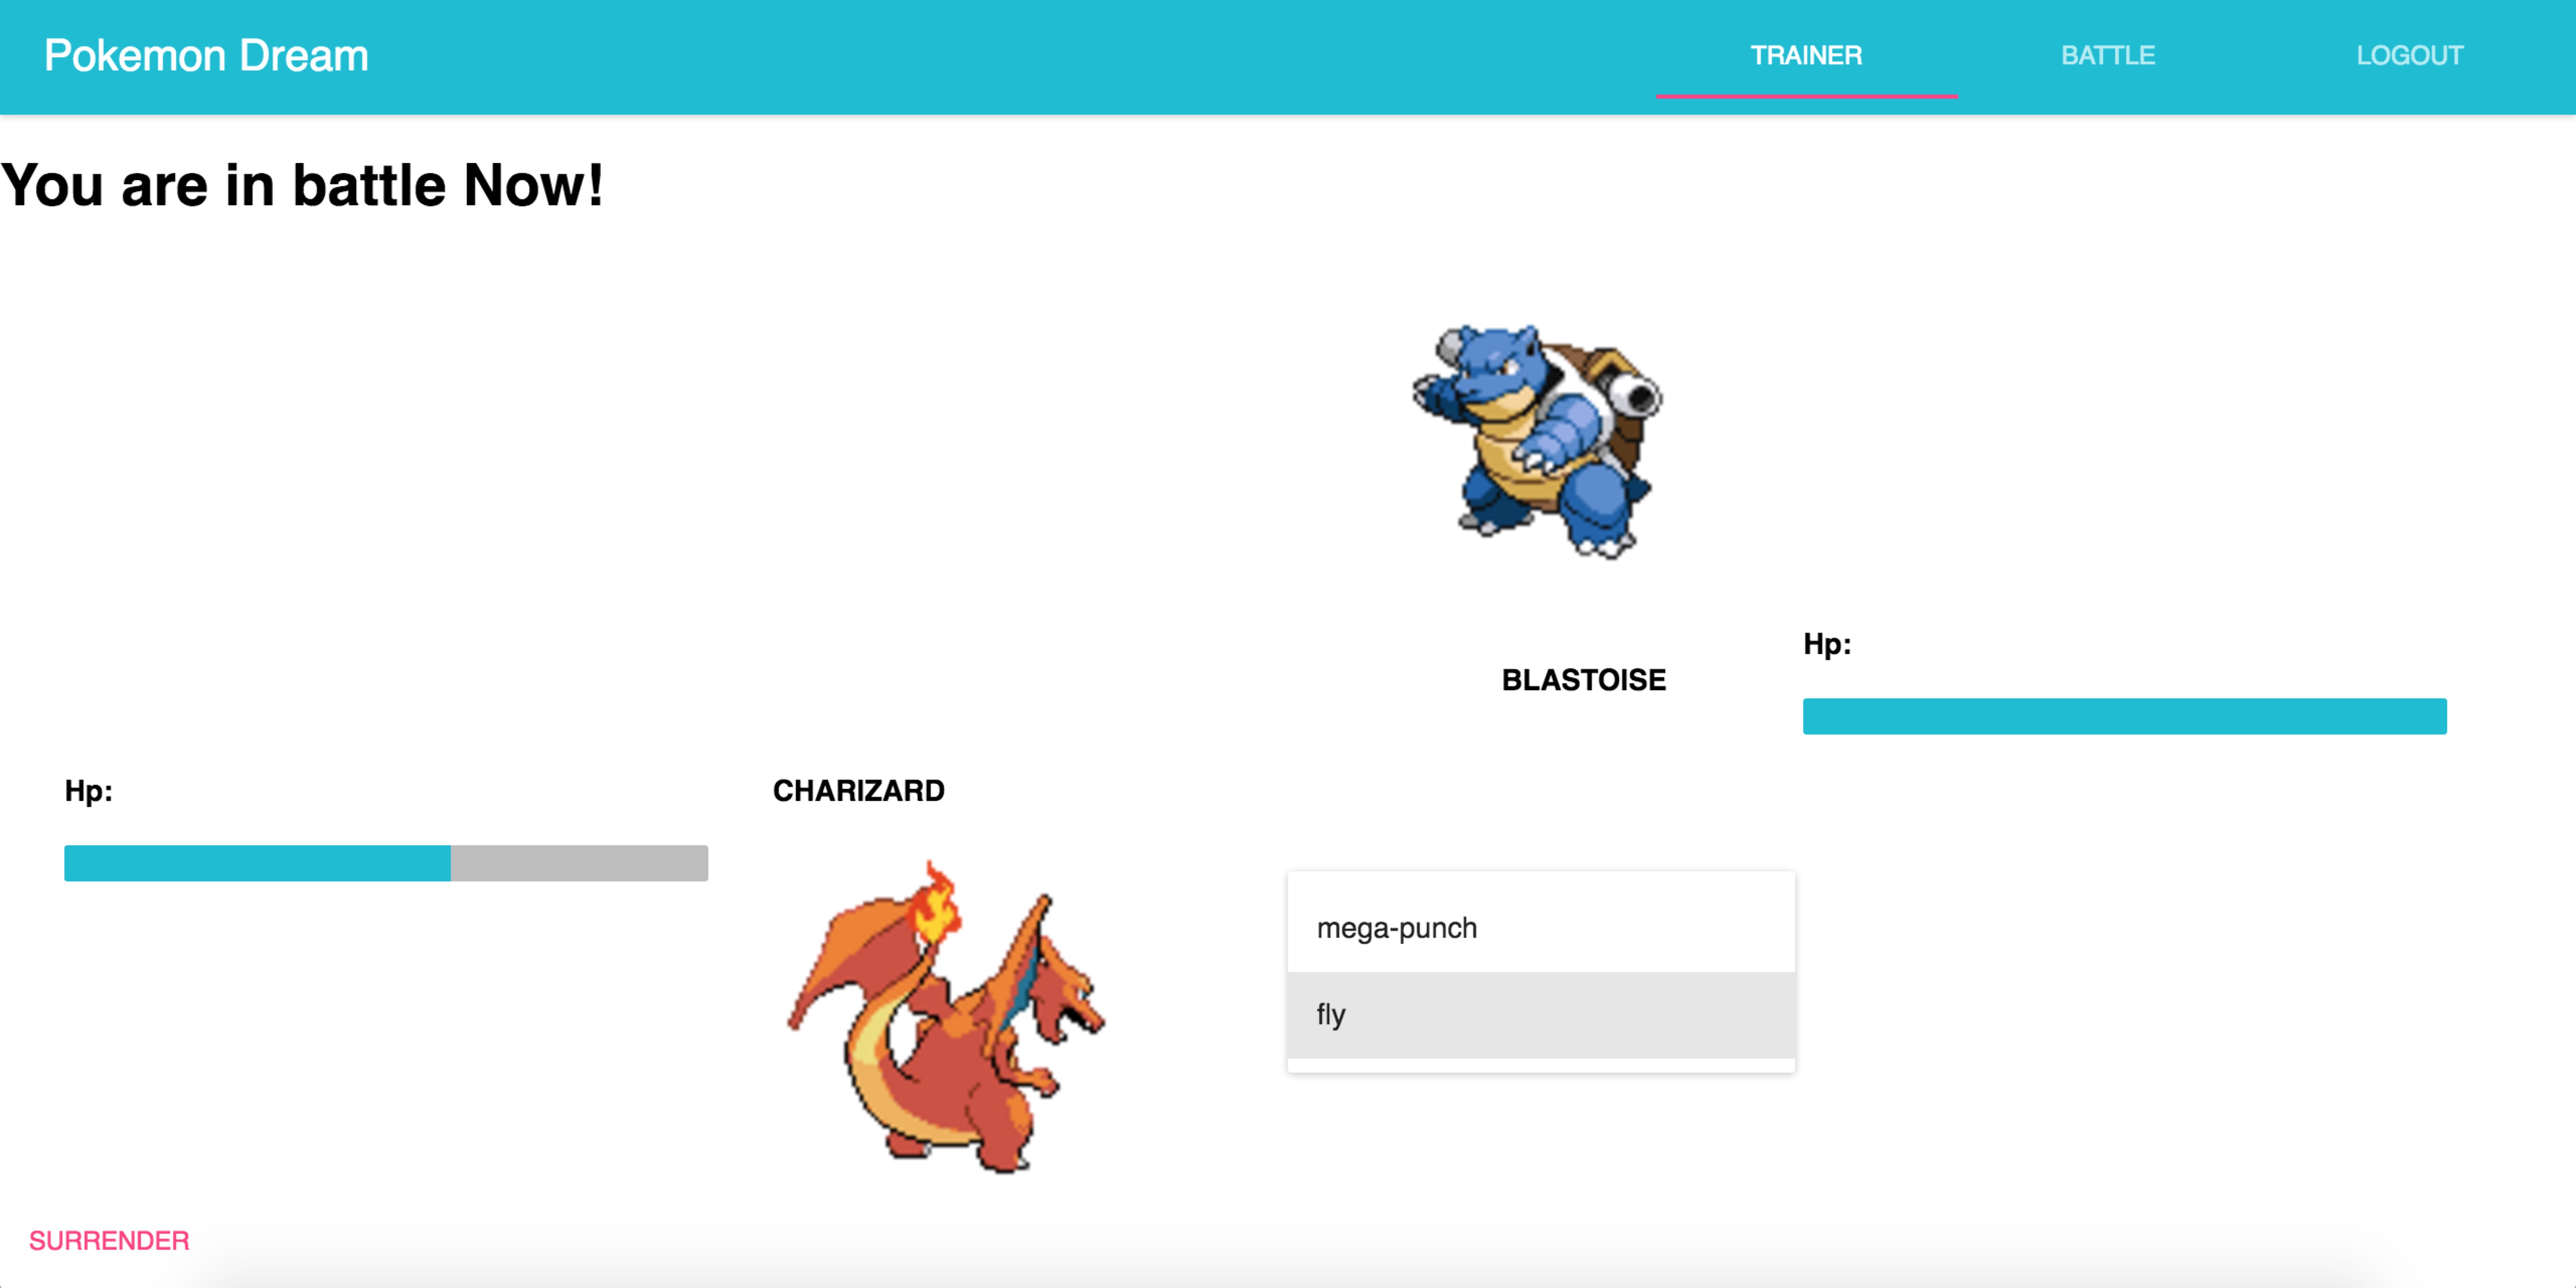 Pokemon Dream
TRAINER BATTLE LOGOUT
You are in battle Now!
Hp:
BLASTOISE
Hp:
CHARIZARD
mega-punch
fly
SURRENDER